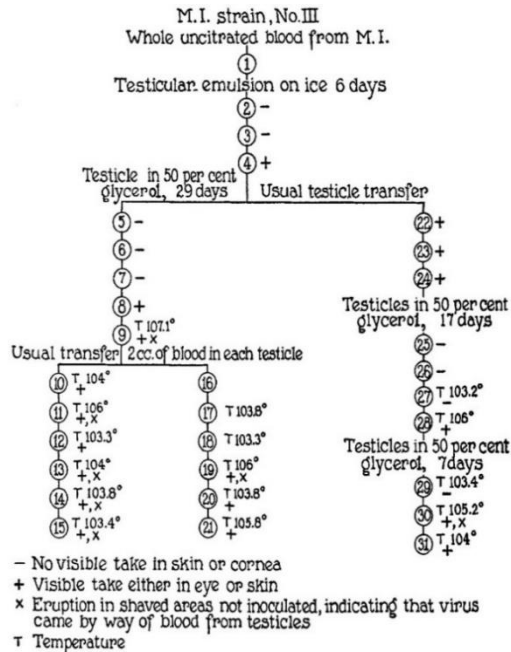 M.I. strain, No.III
Whole uncitrated blood from M.I.
1
Testicular emulsion on ice 6 days
2 -
3 -
4 +
Testicle in 50 per cent
glycerol, 29 days
Usual testicle transfer
5 -
6 -
7 -
8 +
9 T 107.1° + x
Usual transfer
2cc. of blood in each testicle
10 T 104° +
11 T 106° +,x
12 T 103.3° +
13 T 104° +,x
14 T 103.8° +,x
15 T 103.4° +,x
16
17 T 103.8°
18 T 103.3°
19 T 106° +,x
20 T 103.8° +
21 T 105.8° +
22 +
23 +
24 +
Testicles in 50 per cent
glycerol, 17 days
25 -
26 -
27 T 103.2° -
28 T 106° +
Testicles in 50 per cent
glycerol, 7 days
29 T 103.4° -
30 T 105.2° +,x
31 T 104° +
- No visible take in skin or cornea
+ Visible take either in eye or skin
x Eruption in shaved areas not inoculated, indicating that virus
came by way of blood from testicles
T Temperature